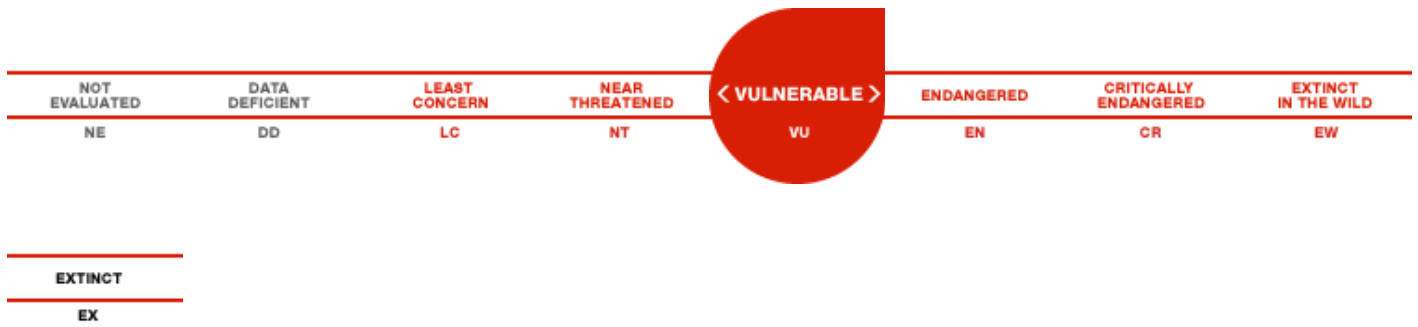 NOT
EVALUATED
NE
DATA
DEFICIENT
DD
LEAST
CONCERN
LC
NEAR
THREATENED
NT
< VULNERABLE >
VU
ENDANGERED
EN
CRITICALLY
ENDANGERED
CR
EXTINCT
IN THE WILD
EW
EXTINCT
EX